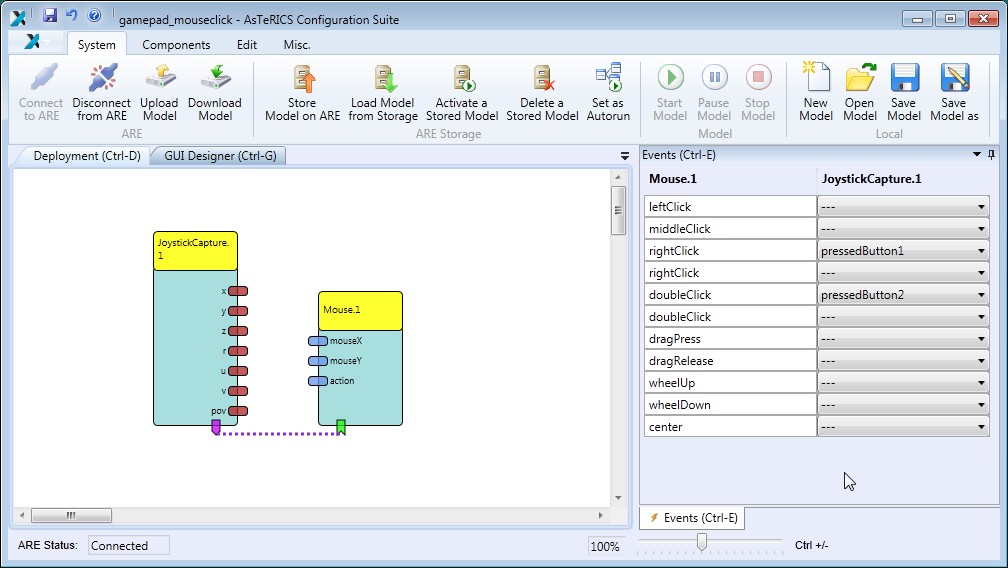 gamepad_mouseclick - AsTeRICS Configuration Suite
System Components Edit Misc.
Connect to ARE
Disconnect from ARE
Upload Model
Download Model
Store Model on ARE
Load Model from Storage
Activate a Stored Model
Delete a Stored Model
Set as Autorun
Start Model
Pause Model
Stop Model
New Model
Open Model
Save Model
Save Model as
ARE
ARE Storage
Model
Local
Deployment (Ctrl-D)
GUI Designer (Ctrl-G)
JoystickCapture.
1
x
y
z
r
u
v
pov
Mouse.1
mouseX
mouseY
action
Events (Ctrl-E)
Mouse.1 JoystickCapture.1
leftClick ---
middleClick ---
rightClick pressedButton1
rightClick ---
doubleClick pressedButton2
doubleClick ---
dragPress ---
dragRelease ---
wheelUp ---
wheelDown ---
center ---
Events (Ctrl-E)
ARE Status: Connected
100%
Ctrl +/-